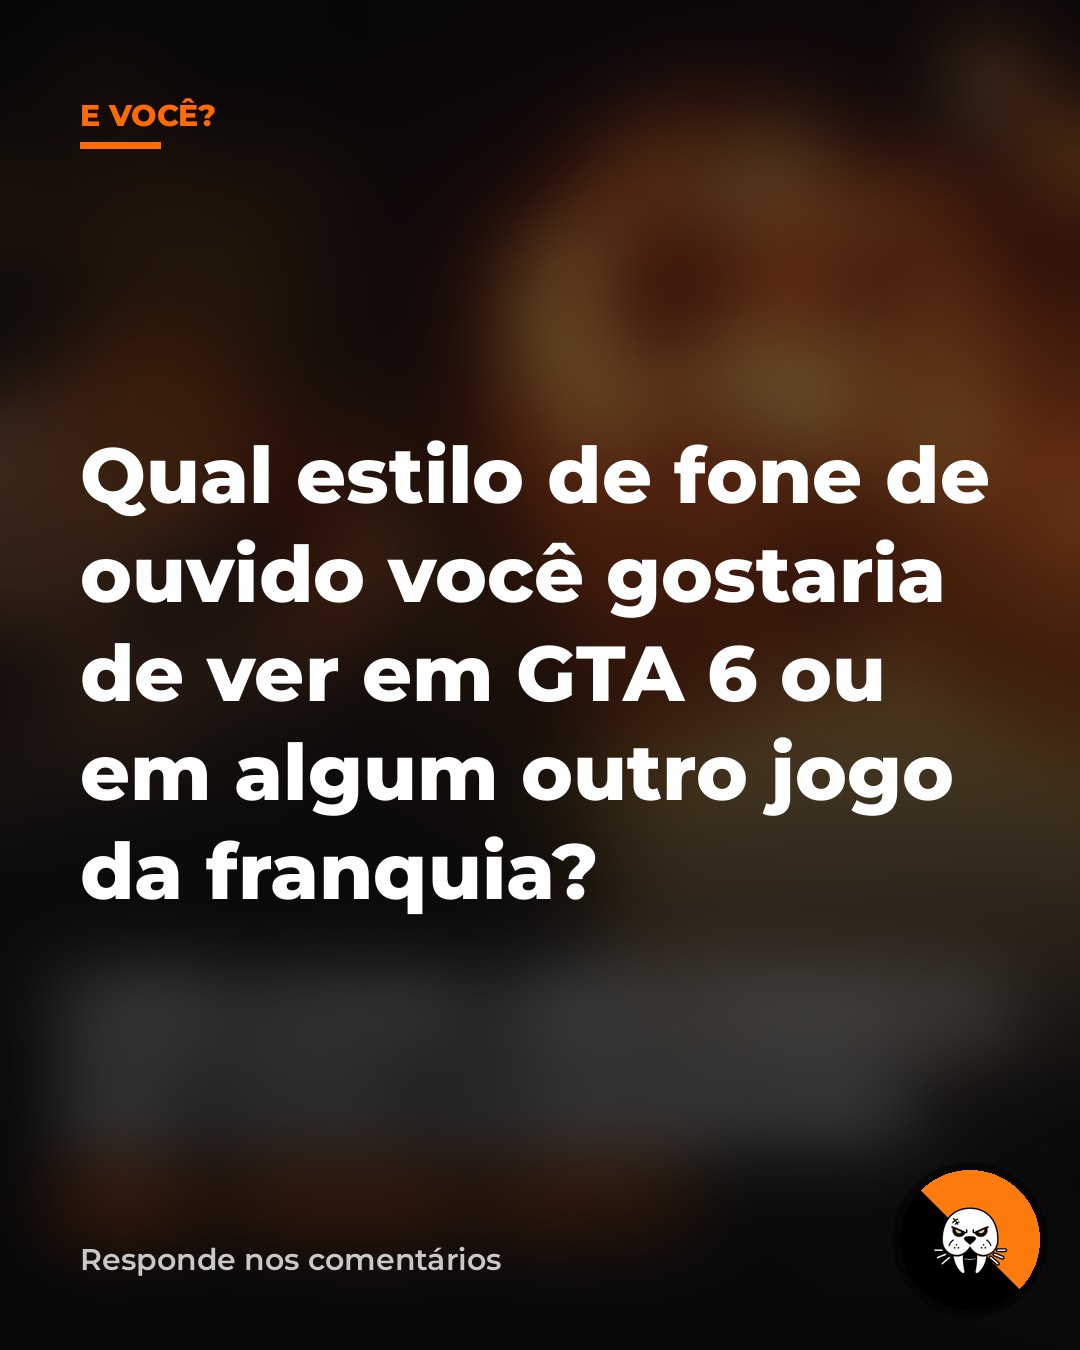 E VOCÊ?
Qual estilo de fone de
ouvido você gostaria
de ver em GTA 6 ou
em algum outro jogo
da franquia?
Responde nos comentários